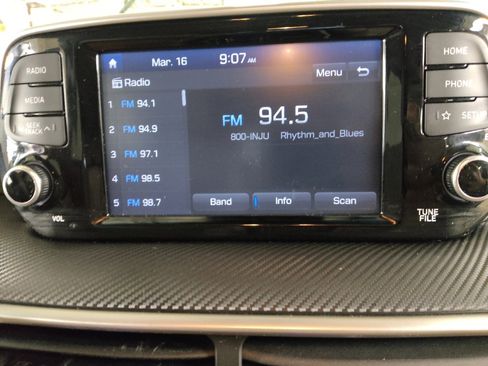 Mar. 16 9:07 AM
Radio
Menu
1 FM 94.1
2 FM 94.9
3 FM 97.1
4 FM 98.5
5 FM 98.7
FM 94.5
800-INJU Rhythm_and_Blues
Band
Info
Scan
RADIO
MEDIA
SEEK
TRACK
VOL
HOME
PHONE
SETUP
TUNE
FILE